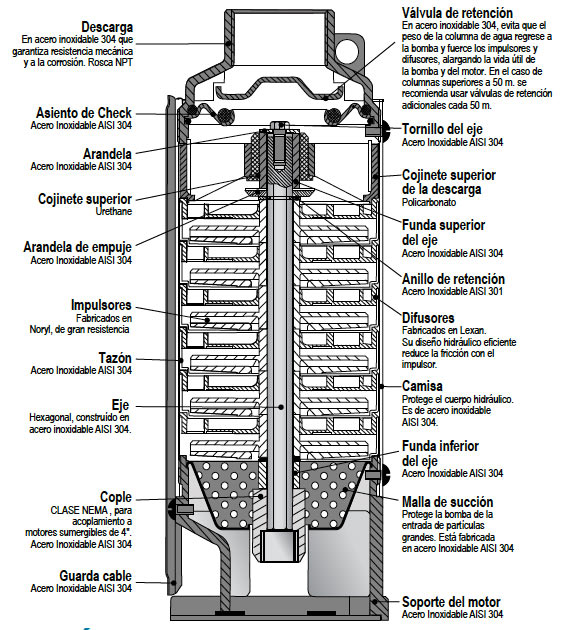 Descarga
En acero inoxidable 304 que
garantiza resistencia mecánica
y a la corrosión. Rosca NPT
Asiento de Check
Acero Inoxidable AISI 304
Arandela
Acero Inoxidable AISI 304
Cojinete superior
Urethane
Arandela de empuje
Acero Inoxidable AISI 304
Impulsores
Fabricados en
Noryl, de gran resistencia
Tazón
Acero Inoxidable AISI 304
Eje
Hexagonal, construído en
acero inoxidable AISI 304.
Cople
CLASE NEMA , para
acoplamiento a
motores sumergibles de 4".
Acero Inoxidable AISI 304
Guarda cable
Acero Inoxidable AISI 304
Válvula de retención
En acero inoxidable 304, evita que el
peso de la columna de agua regrese a
la bomba y fuerce los impulsores y
difusores, alargando la vida útil de
la bomba y del motor. En el caso de
columnas superiores a 50 m. se
recomienda usar válvulas de retención
adicionales cada 50 m.
Tornillo del eje
Acero Inoxidable AISI 304
Cojinete superior
de la descarga
Policarbonato
Funda superior
del eje
Acero Inoxidable AISI 304
Anillo de retención
Acero Inoxidable AISI 301
Difusores
Fabricados en Lexan.
Su diseño hidráulico eficiente
reduce la fricción con el
impulsor.
Camisa
Protege el cuerpo hidráulico.
Es de acero inoxidable
AISI 304.
Funda inferior
del eje
Acero Inoxidable AISI 304
Malla de succión
Protege la bomba de la
entrada de partículas
grandes. Está fabricada
en acero Inoxidable AISI 304
Soporte del motor
Acero Inoxidable AISI 304